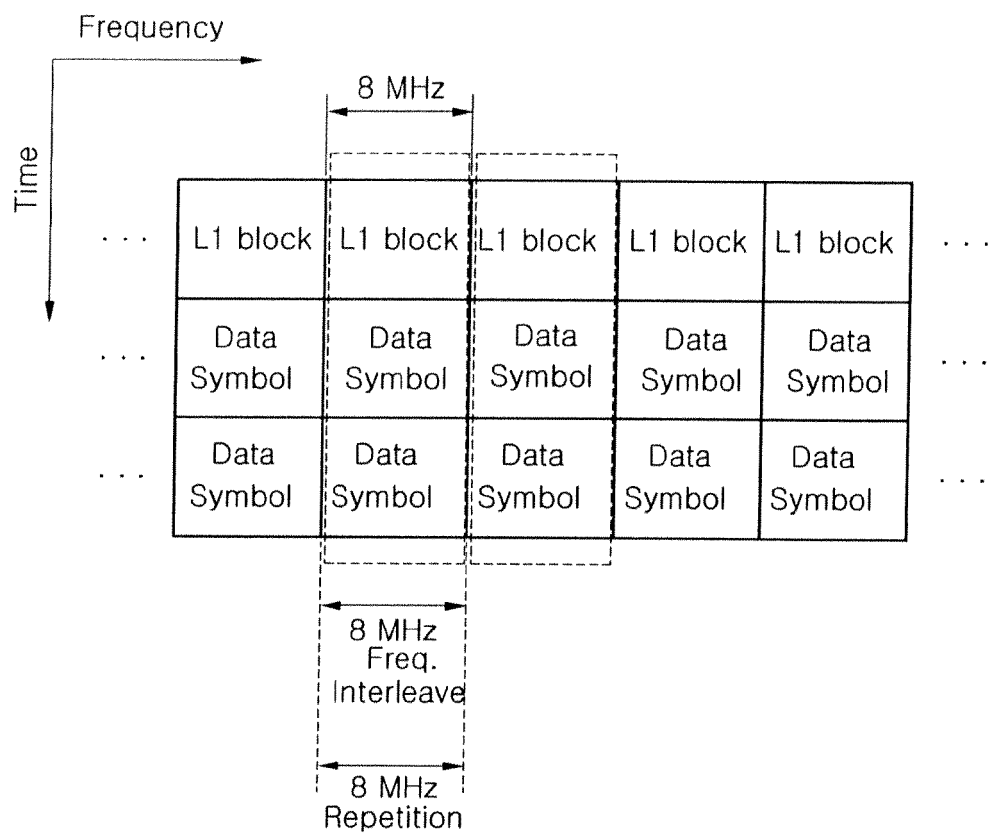 Frequency
Time
8 MHz
. . . L1 block L1 block L1 block L1 block L1 block . . .
. . . Data Data Data Data Data . . .
Symbol Symbol Symbol Symbol Symbol
. . . Data Data Data Data Data . . .
Symbol Symbol Symbol Symbol Symbol
8 MHz
Freq.
Interleave
8 MHz
Repetition